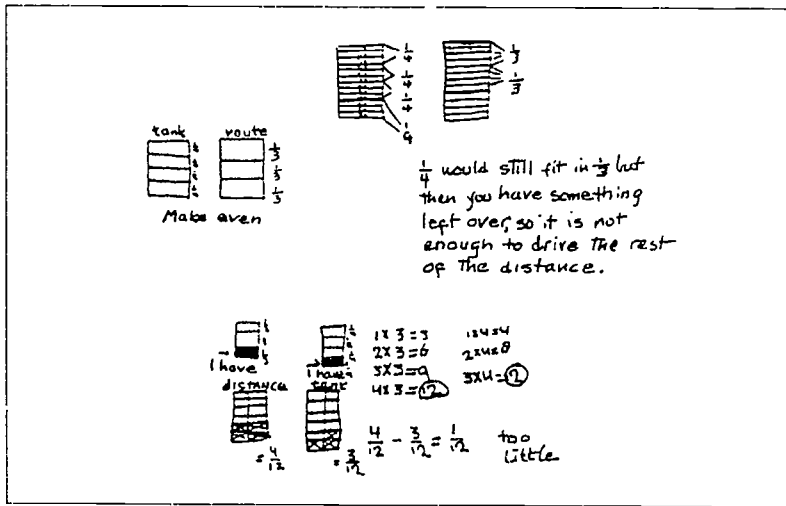 1/4
1/4
1/4
1/4
1/3
1/3
tank
route
1/3
1/3
1/3
Make even
1/4 would still fit in 1/3 but
then you have something
left over, so it is not
enough to drive the rest
of the distance.
I have
I have
DISTANCE
tank
1 x 3 = 3
2 x 3 = 6
3 x 3 = 9
4 x 3 = 12
1 x 4 = 4
2 x 4 = 8
3 x 4 = 12
= 4/12
= 3/12
4/12 - 3/12 = 1/12
too
little